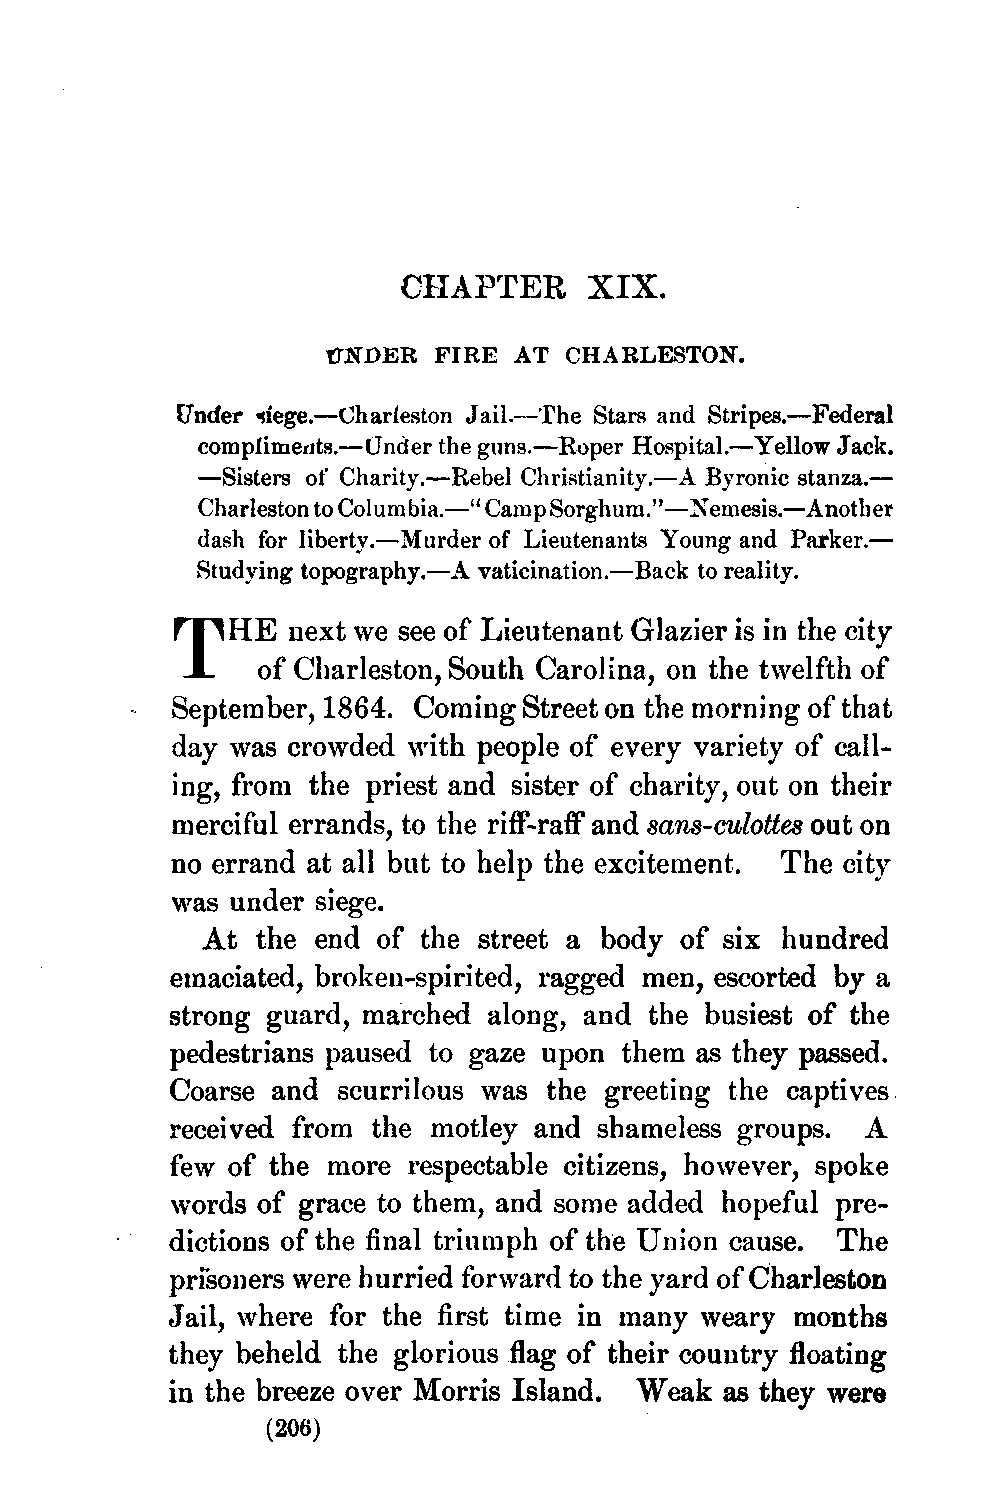 CHAPTER XIX.
UNDER FIRE AT CHARLESTON.
Under siege.—Charleston Jail.—The Stars and Stripes.—Federal
compliments.—Under the guns.—Roper Hospital.—Yellow Jack.
—Sisters of Charity.—Rebel Christianity.—A Byronic stanza.—
Charleston to Columbia.—"Camp Sorghum."—Nemesis.—Another
dash for liberty.—Murder of Lieutenants Young and Parker.—
Studying topography.—A vaticination.—Back to reality.
THE next we see of Lieutenant Glazier is in the city
of Charleston, South Carolina, on the twelfth of
September, 1864. Coming Street on the morning of that
day was crowded with people of every variety of call-
ing, from the priest and sister of charity, out on their
merciful errands, to the riff-raff and sans-culottes out on
no errand at all but to help the excitement. The city
was under siege.
At the end of the street a body of six hundred
emaciated, broken-spirited, ragged men, escorted by a
strong guard, marched along, and the busiest of the
pedestrians paused to gaze upon them as they passed.
Coarse and scurrilous was the greeting the captives
received from the motley and shameless groups. A
few of the more respectable citizens, however, spoke
words of grace to them, and some added hopeful pre-
dictions of the final triumph of the Union cause. The
prisoners were hurried forward to the yard of Charleston
Jail, where for the first time in many weary months
they beheld the glorious flag of their country floating
in the breeze over Morris Island. Weak as they were
(206)